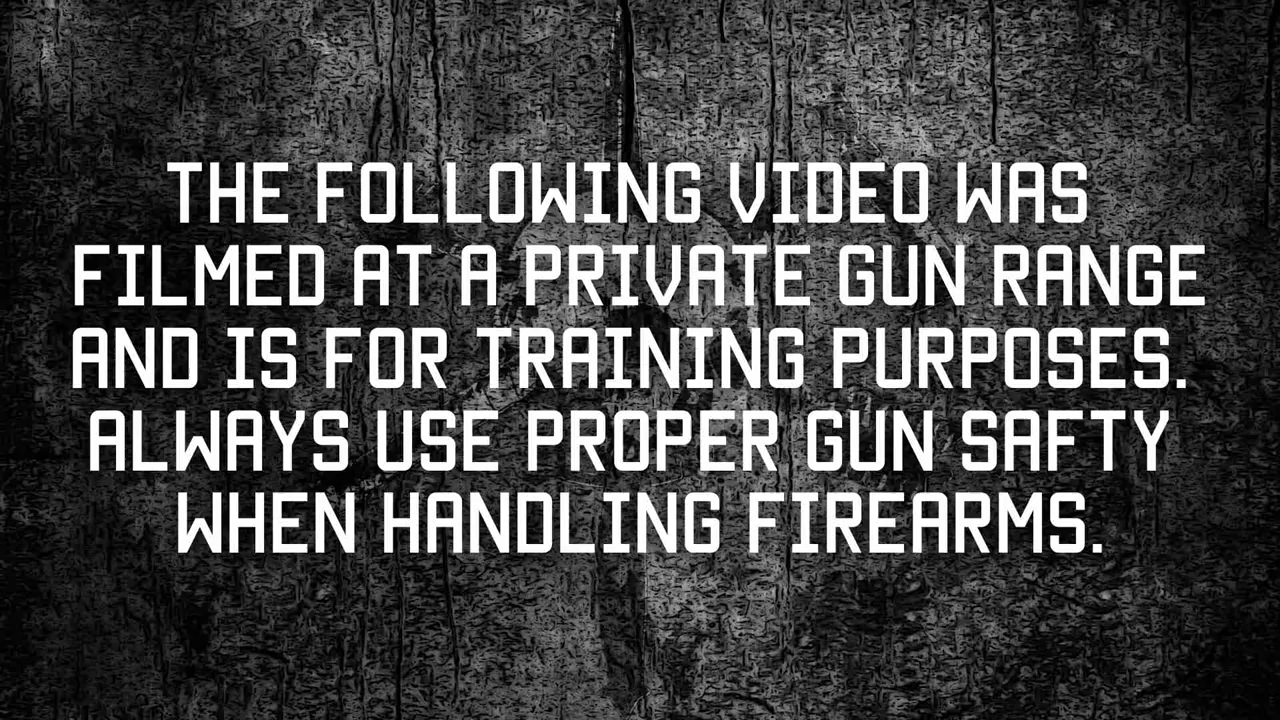 THE FOLLOWING VIDEO WAS
FILMED AT A PRIVATE GUN RANGE
AND IS FOR TRAINING PURPOSES.
ALWAYS USE PROPER GUN SAFTY
WHEN HANDLING FIREARMS.